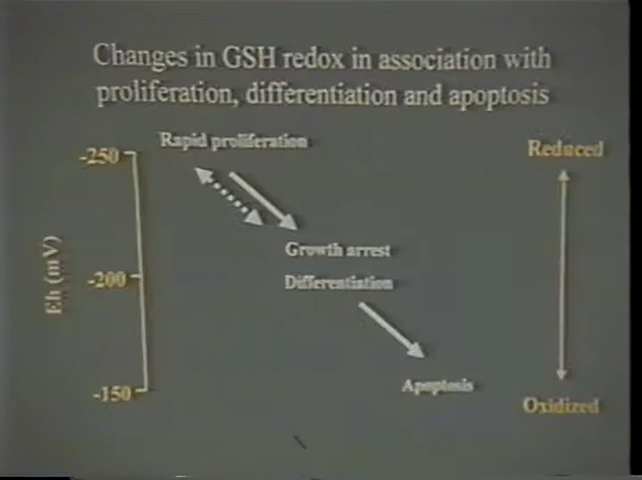 Changes in GSH redox in association with
proliferation, differentiation and apoptosis
Rapid proliferation
Reduced
-250
Growth arrest
Eh (mV)
-200
Differentiation
-150
Apoptosis
Oxidized